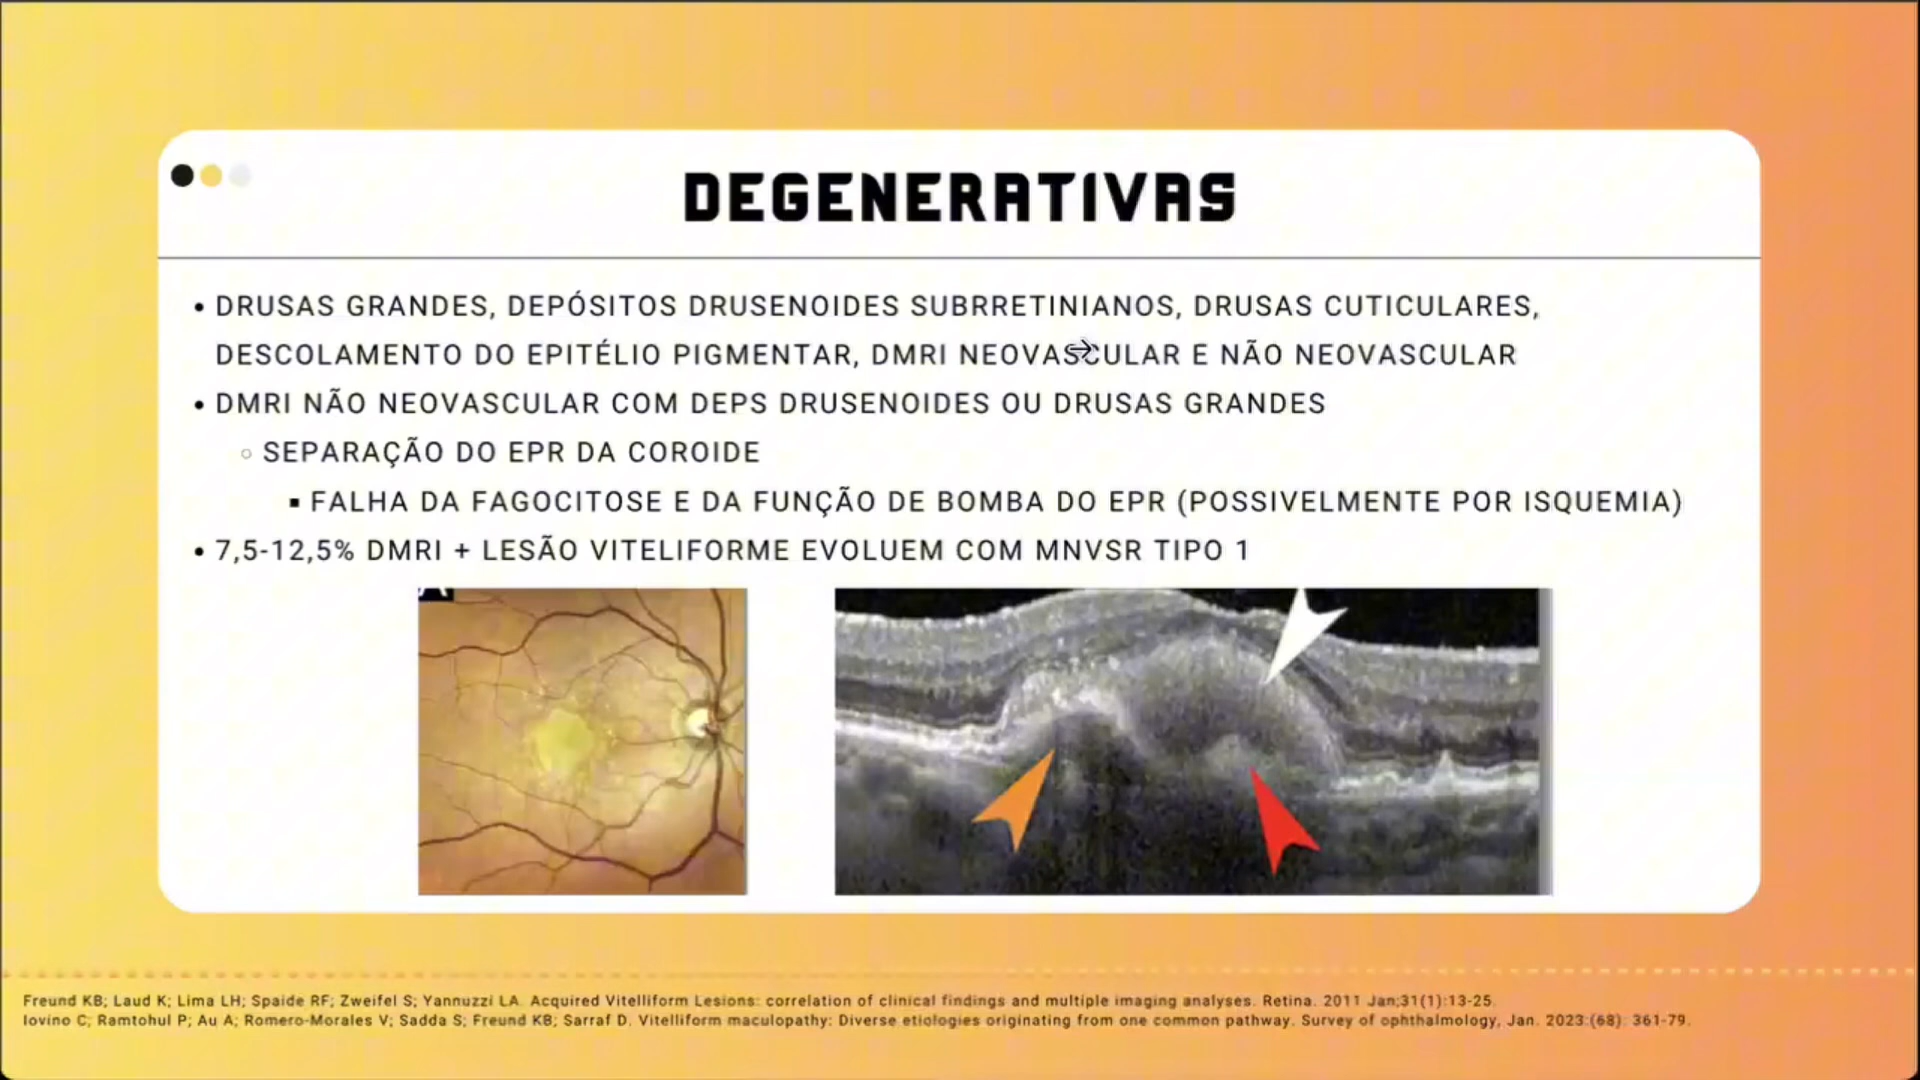 DEGENERATIVAS
• DRUSAS GRANDES, DEPÓSITOS DRUSENOIDES SUBRRETINIANOS, DRUSAS CUTICULARES,
DESCOLAMENTO DO EPITÉLIO PIGMENTAR, DMRI NEOVASCULAR E NÃO NEOVASCULAR
• DMRI NÃO NEOVASCULAR COM DEPS DRUSENOIDES OU DRUSAS GRANDES
○ SEPARAÇÃO DO EPR DA COROIDE
▪ FALHA DA FAGOCITOSE E DA FUNÇÃO DE BOMBA DO EPR (POSSIVELMENTE POR ISQUEMIA)
• 7,5-12,5% DMRI + LESÃO VITELIFORME EVOLUEM COM MNVSR TIPO 1
A
Freund KB; Laud K; Lima LH; Spaide RF; Zweifel S; Yannuzzi LA. Acquired Vitelliform Lesions: correlation of clinical findings and multiple imaging analyses. Retina. 2011 Jan;31(1):13-25.
Iovino C; Ramtohul P; Au A; Romero-Morales V; Sadda S; Freund KB; Sarraf D. Vitelliform maculopathy: Diverse etiologies originating from one common pathway. Survey of ophthalmology, Jan. 2023:(68): 361-79.